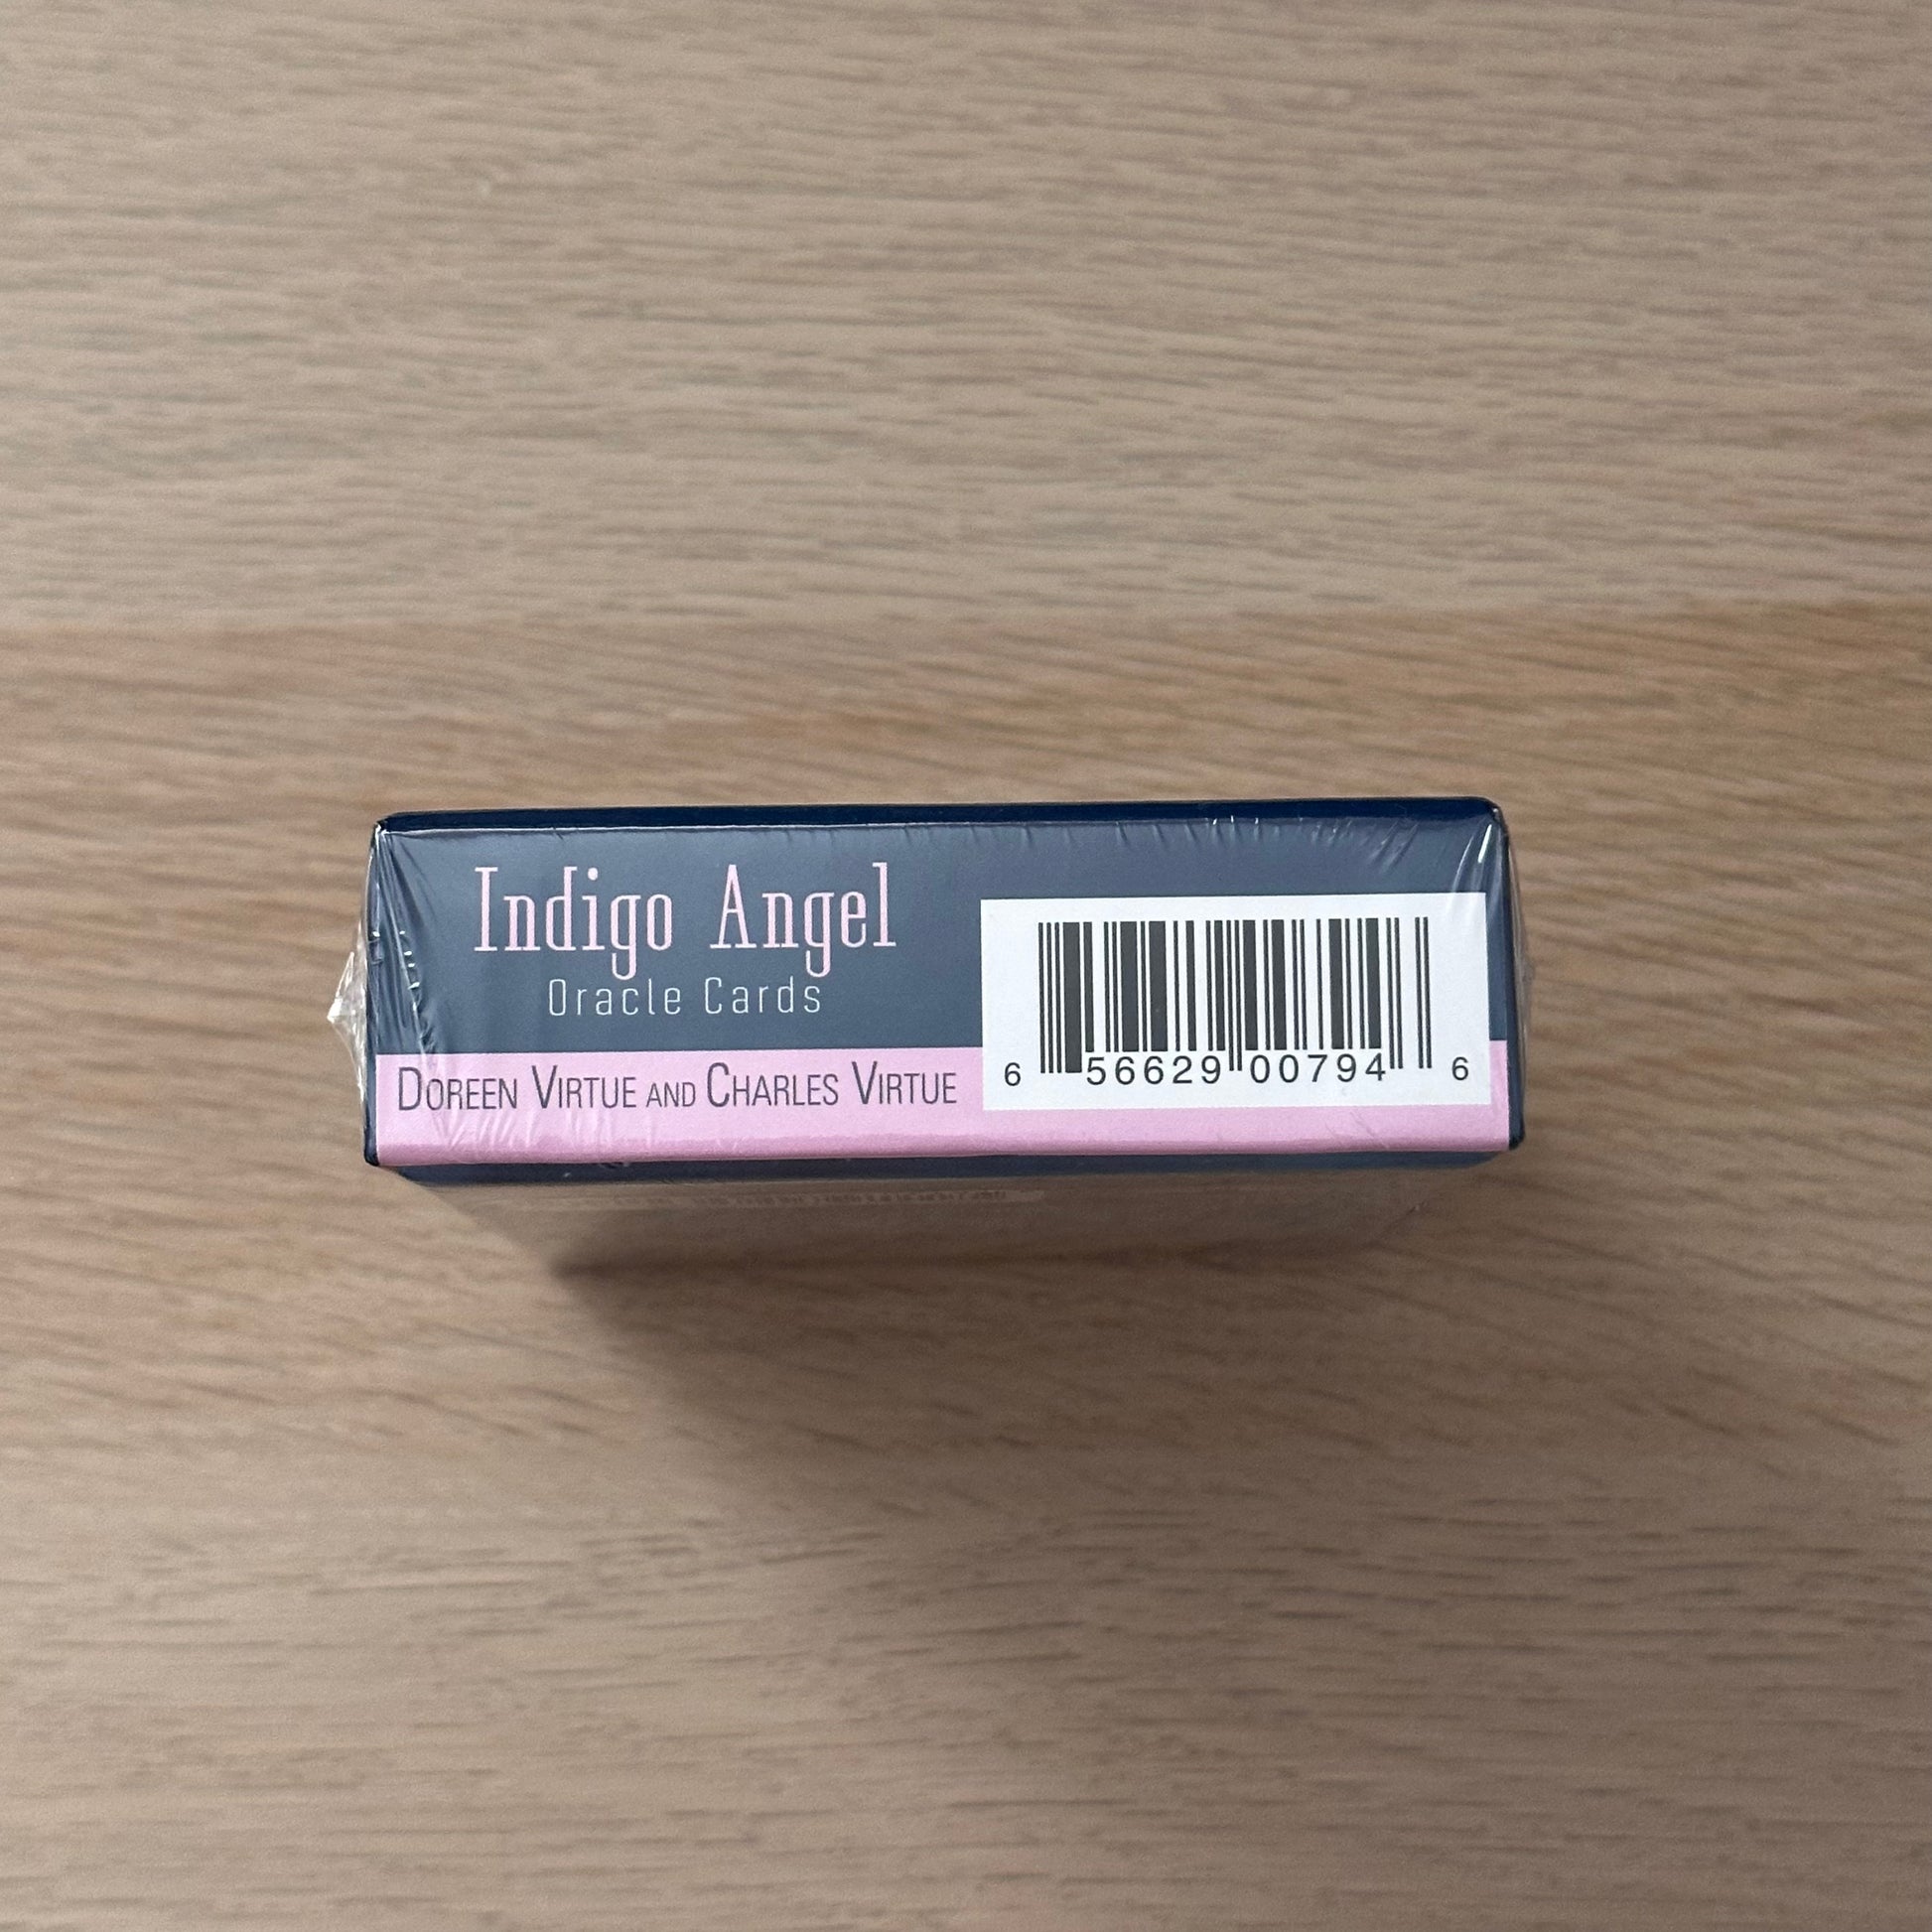 Indigo Angel
Oracle Cards
DOREEN VIRTUE AND CHARLES VIRTUE
6 56629 00794 6